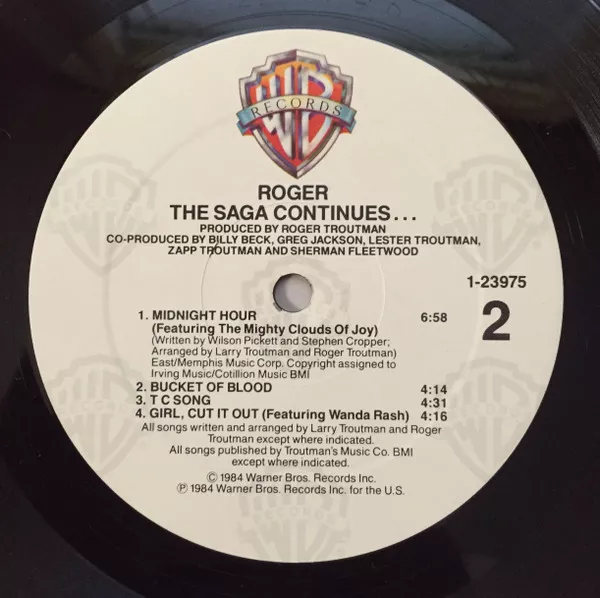 WB
RECORDS
ROGER
THE SAGA CONTINUES...
PRODUCED BY ROGER TROUTMAN
CO-PRODUCED BY BILLY BECK, GREG JACKSON, LESTER TROUTMAN,
ZAPP TROUTMAN AND SHERMAN FLEETWOOD
1-23975
2
1. MIDNIGHT HOUR 6:58
(Featuring The Mighty Clouds Of Joy)
(Written by Wilson Pickett and Stephen Cropper;
Arranged by Larry Troutman and Roger Troutman)
East/Memphis Music Corp. Copyright assigned to
Irving Music/Cotillion Music BMI
2. BUCKET OF BLOOD 4:14
3. T C SONG 4:31
4. GIRL, CUT IT OUT (Featuring Wanda Rash) 4:16
All songs written and arranged by Larry Troutman and Roger
Troutman except where indicated.
All songs published by Troutman's Music Co. BMI
except where indicated.
© 1984 Warner Bros. Records Inc.
℗ 1984 Warner Bros. Records Inc. for the U.S.